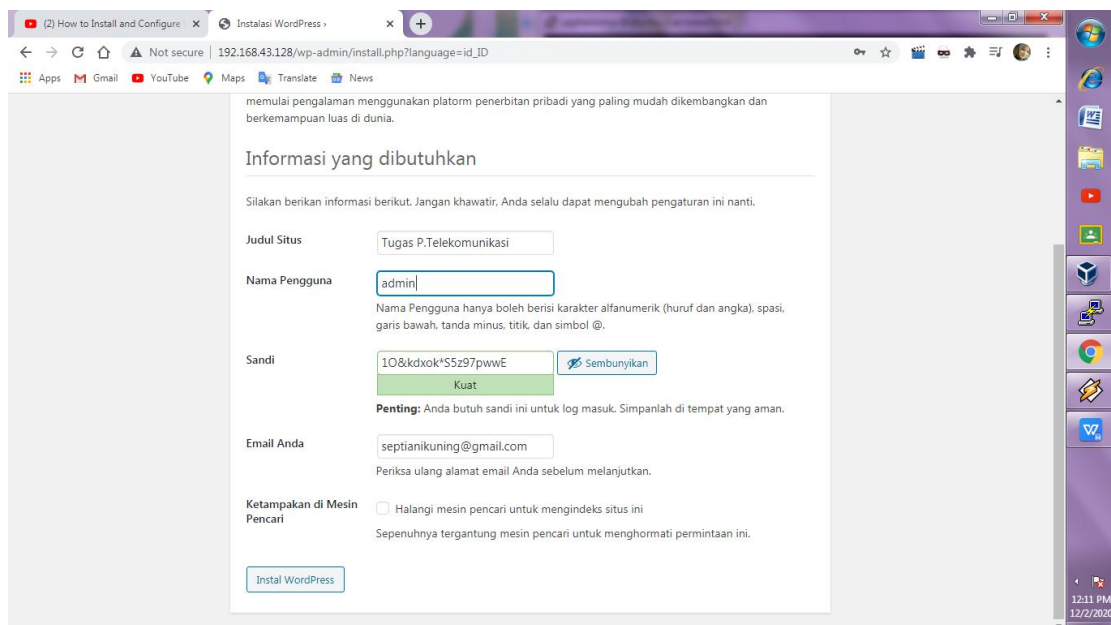 (2) How to Install and Configure
Instalasi WordPress ›
Not secure | 192.168.43.128/wp-admin/install.php?language=id_ID
Apps Gmail YouTube Maps Translate News
memulai pengalaman menggunakan platorm penerbitan pribadi yang paling mudah dikembangkan dan
berkemampuan luas di dunia.
Informasi yang dibutuhkan
Silakan berikan informasi berikut. Jangan khawatir, Anda selalu dapat mengubah pengaturan ini nanti.
Judul Situs Tugas P.Telekomunikasi
Nama Pengguna admin
Nama Pengguna hanya boleh berisi karakter alfanumerik (huruf dan angka), spasi,
garis bawah, tanda minus, titik, dan simbol @.
Sandi 1O&kdxok*S5z97pwwE Sembunyikan
Kuat
Penting: Anda butuh sandi ini untuk log masuk. Simpanlah di tempat yang aman.
Email Anda septianikuning@gmail.com
Periksa ulang alamat email Anda sebelum melanjutkan.
Ketampakan di Mesin
Pencari
Halangi mesin pencari untuk mengindeks situs ini
Sepenuhnya tergantung mesin pencari untuk menghormati permintaan ini.
Instal WordPress
12:11 PM
12/2/2020